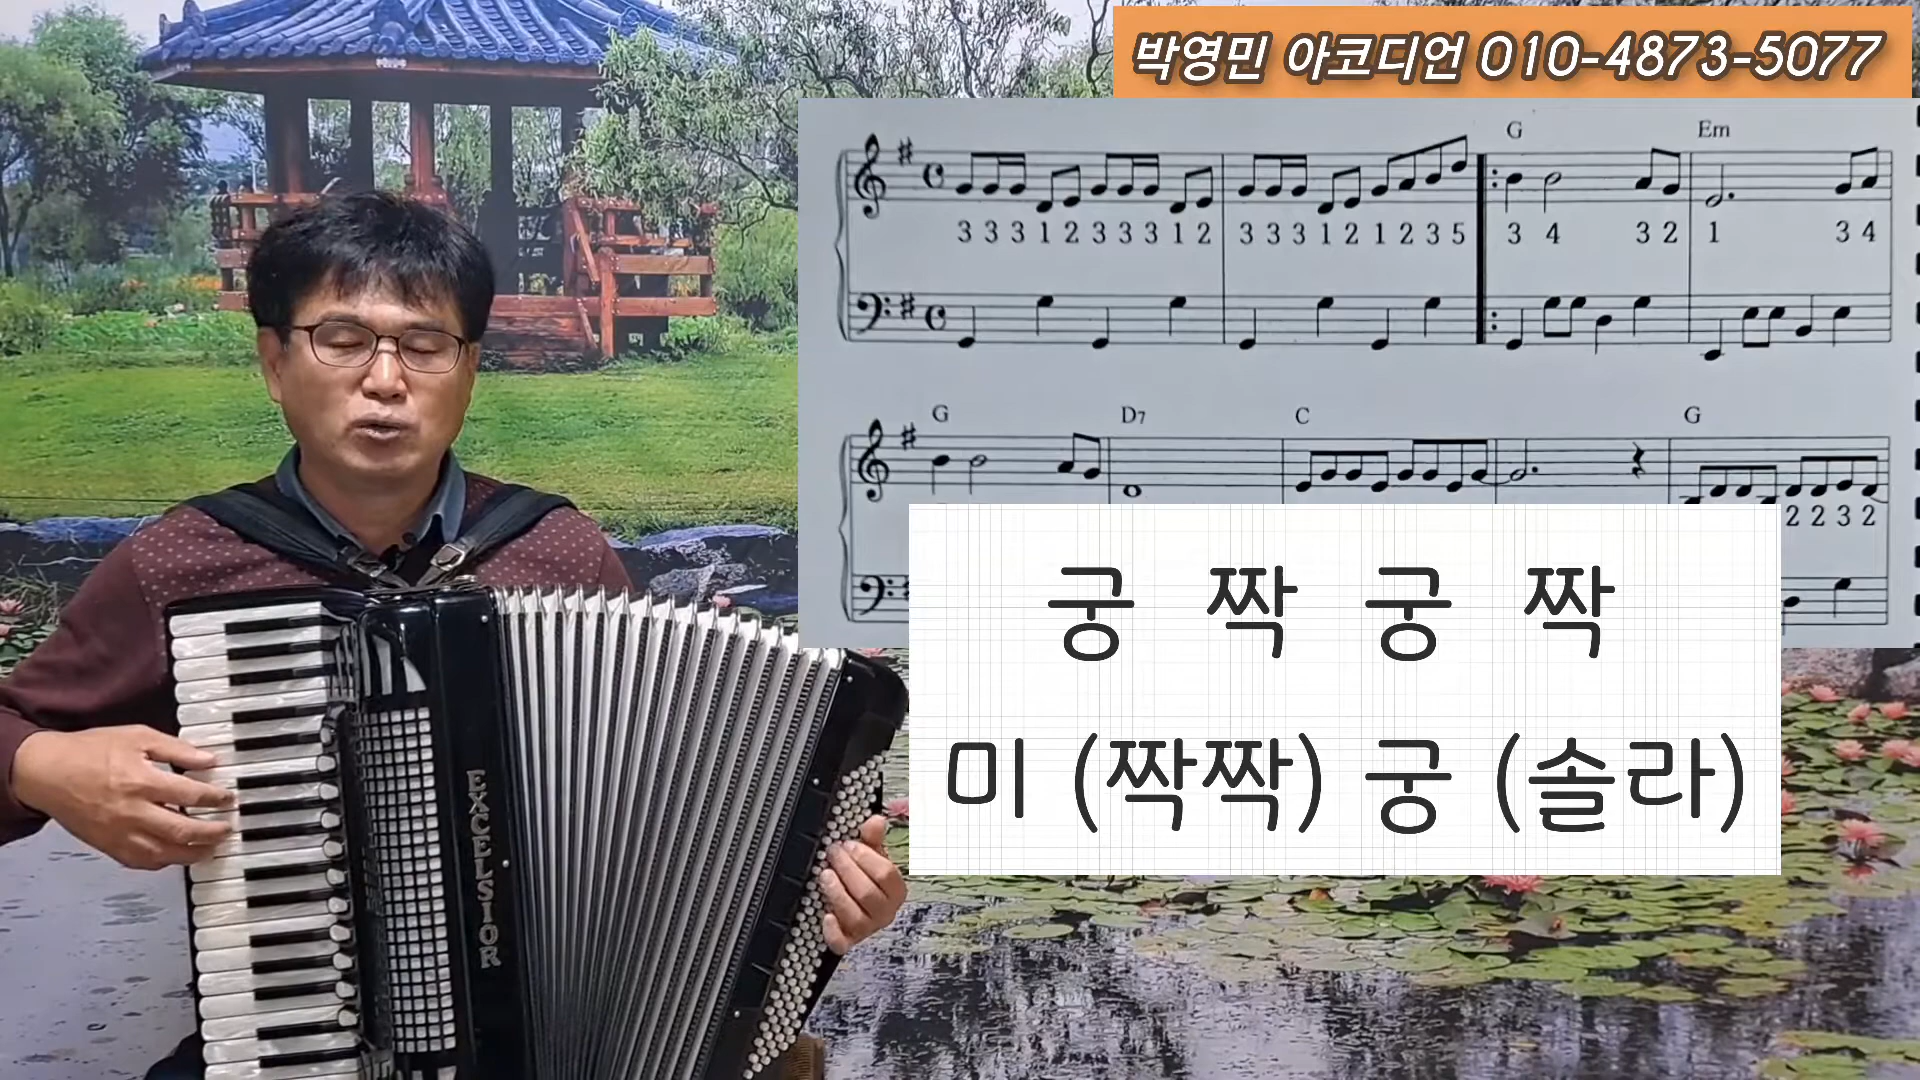 박영민 아코디언 010-4873-5077
G Em
3 3 3 1 2 3 3 3 1 2 3 3 3 1 2 1 2 3 5 3 4 3 2 1 3 4
G D7 C G
2 2 3 2
궁 짝 궁 짝
미 (짝짝) 궁 (솔라)
EXCELSIOR